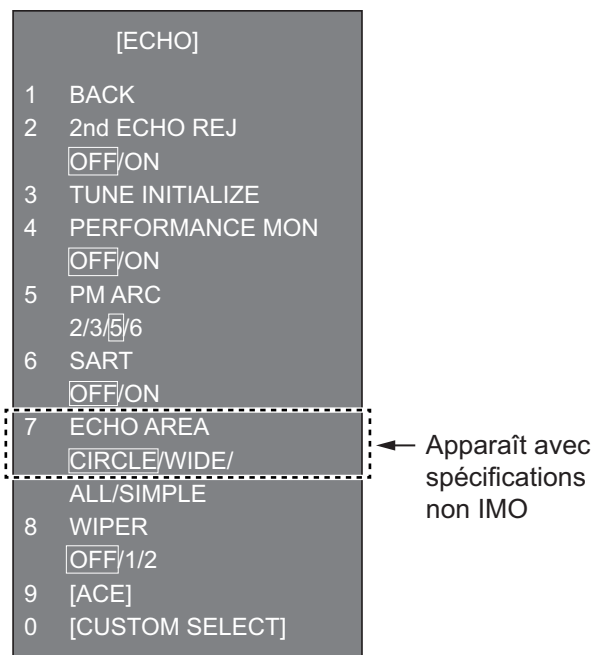 [ECHO]
1 BACK
2 2nd ECHO REJ
OFF/ON
3 TUNE INITIALIZE
4 PERFORMANCE MON
OFF/ON
5 PM ARC
2/3/5/6
6 SART
OFF/ON
7 ECHO AREA
CIRCLE/WIDE/
ALL/SIMPLE
8 WIPER
OFF/1/2
9 [ACE]
0 [CUSTOM SELECT]
Apparaît avec
spécifications
non IMO